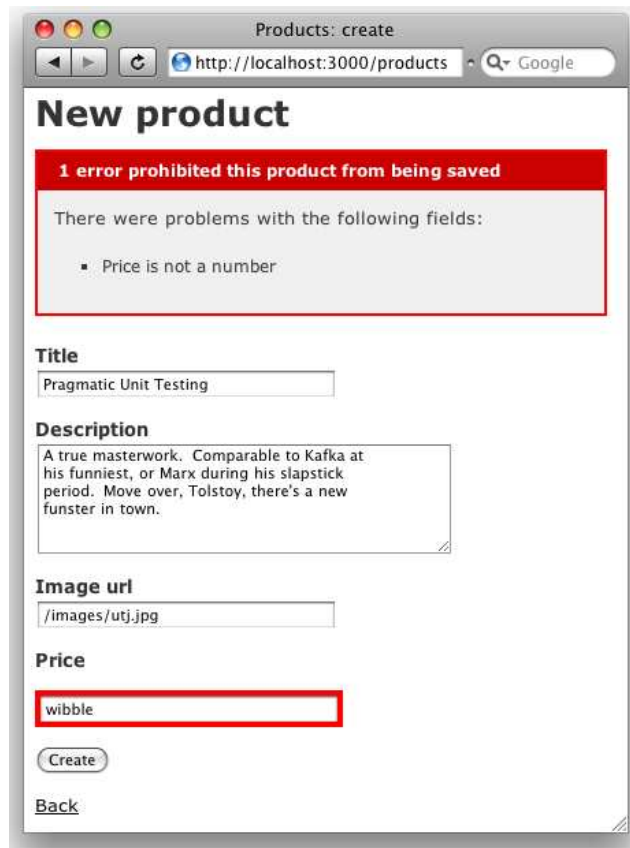 Products: create
http://localhost:3000/products
Google
New product
1 error prohibited this product from being saved
There were problems with the following fields:
Price is not a number
Title
Pragmatic Unit Testing
Description
A true masterwork. Comparable to Kafka at
his funniest, or Marx during his slapstick
period. Move over, Tolstoy, there's a new
funster in town.
Image url
/images/utj.jpg
Price
wibble
Create
Back